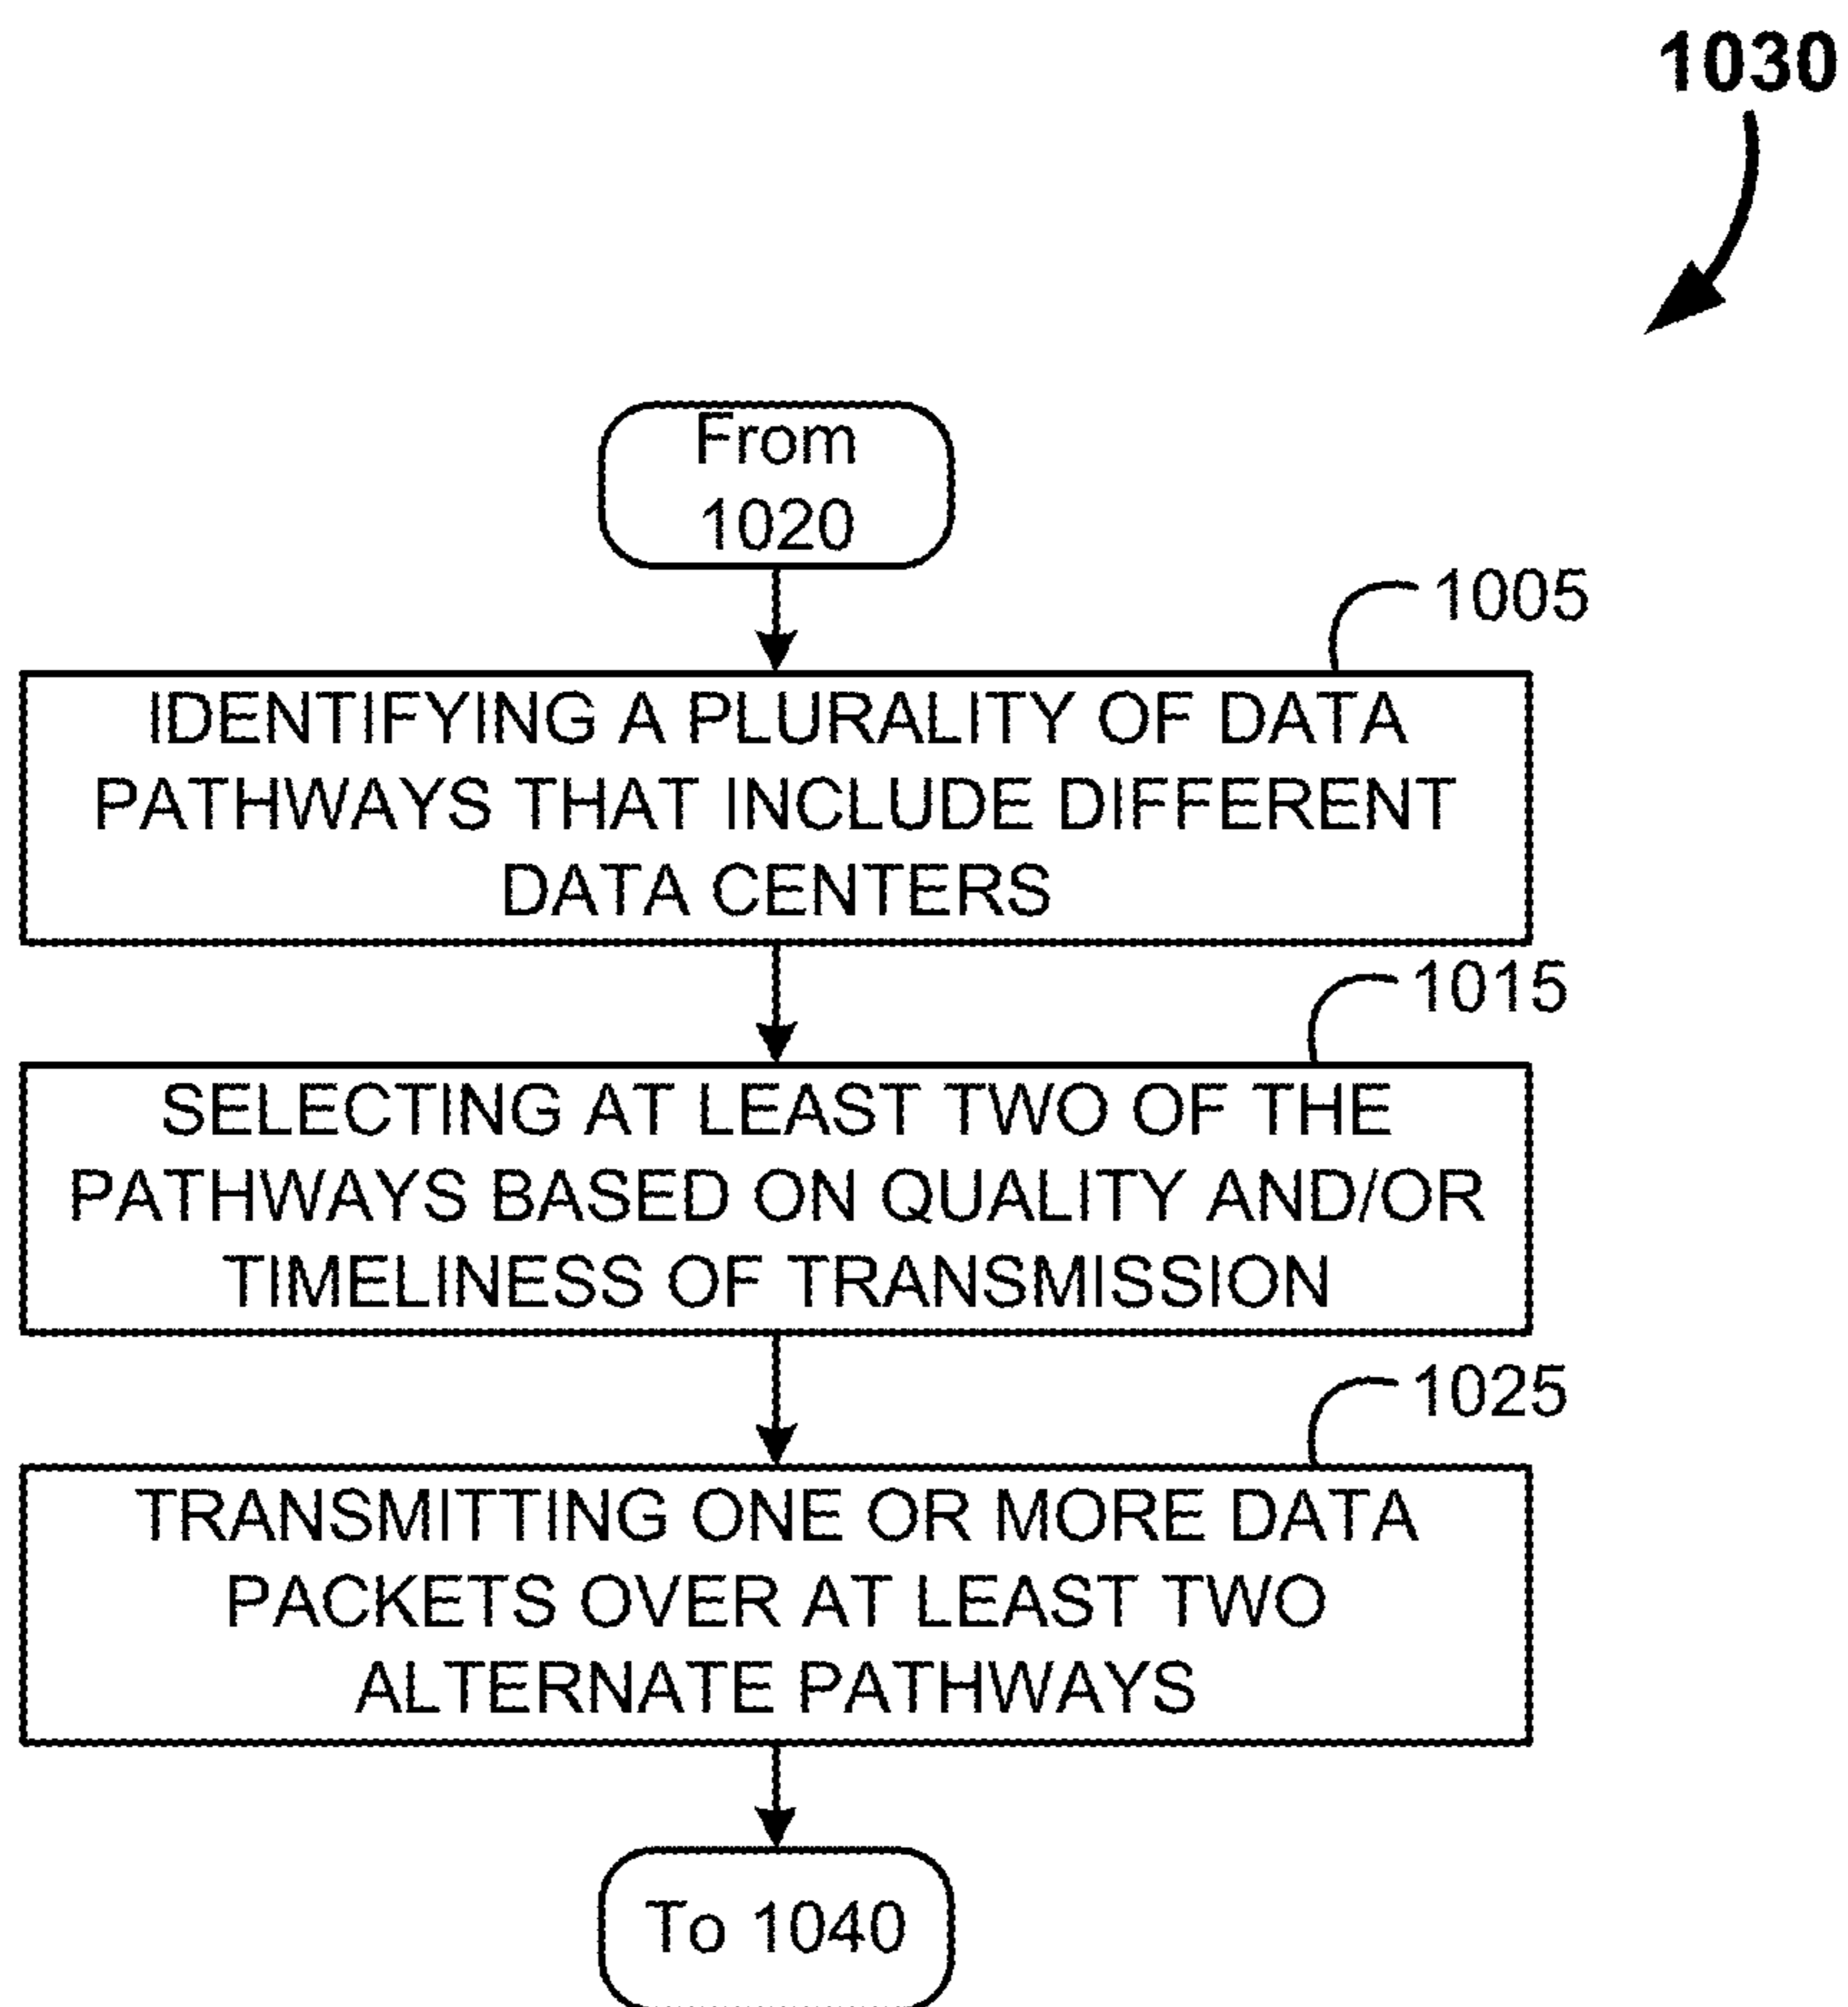 1030
From
1020
1005
IDENTIFYING A PLURALITY OF DATA
PATHWAYS THAT INCLUDE DIFFERENT
DATA CENTERS
1015
SELECTING AT LEAST TWO OF THE
PATHWAYS BASED ON QUALITY AND/OR
TIMELINESS OF TRANSMISSION
1025
TRANSMITTING ONE OR MORE DATA
PACKETS OVER AT LEAST TWO
ALTERNATE PATHWAYS
To 1040